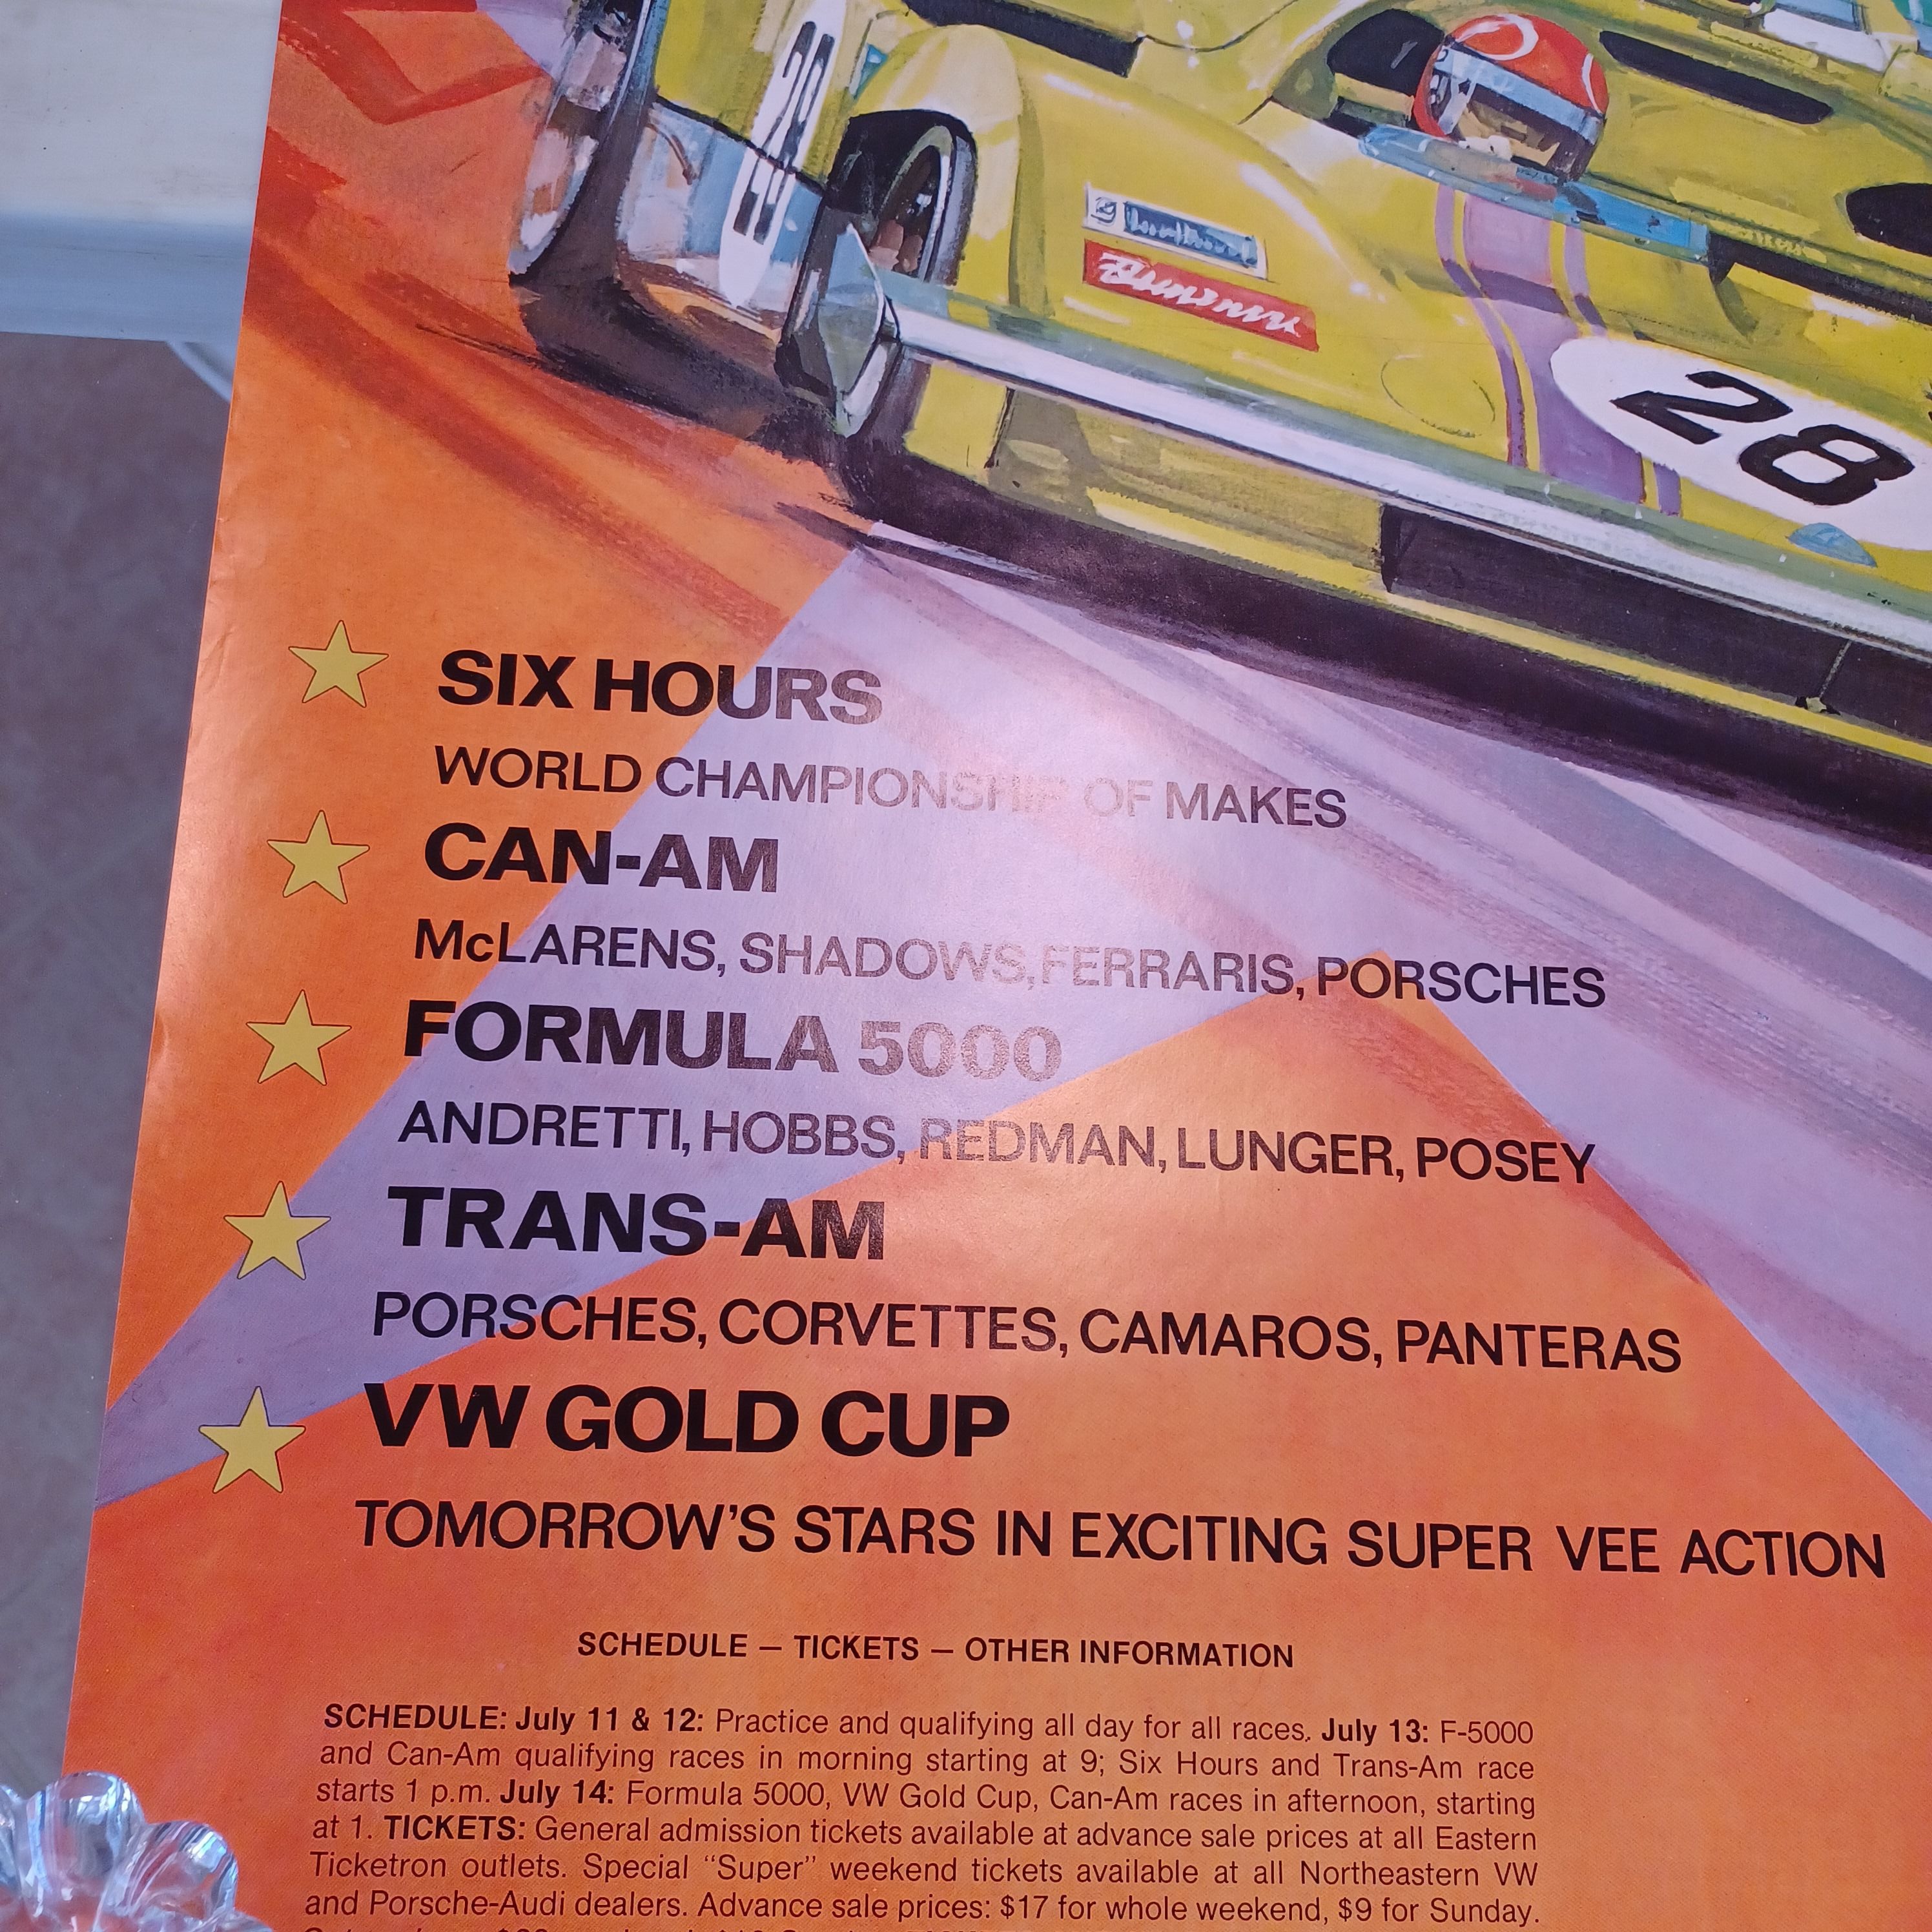 28
28
SIX HOURS
WORLD CHAMPIONSHIP OF MAKES
CAN-AM
McLARENS, SHADOWS, FERRARIS, PORSCHES
FORMULA 5000
ANDRETTI, HOBBS, REDMAN, LUNGER, POSEY
TRANS-AM
PORSCHES, CORVETTES, CAMAROS, PANTERAS
VW GOLD CUP
TOMORROW'S STARS IN EXCITING SUPER VEE ACTION
SCHEDULE — TICKETS — OTHER INFORMATION
SCHEDULE: July 11 & 12: Practice and qualifying all day for all races. July 13: F-5000
and Can-Am qualifying races in morning starting at 9; Six Hours and Trans-Am race
starts 1 p.m. July 14: Formula 5000, VW Gold Cup, Can-Am races in afternoon, starting
at 1. TICKETS: General admission tickets available at advance sale prices at all Eastern
Ticketron outlets. Special “Super” weekend tickets available at all Northeastern VW
and Porsche-Audi dealers. Advance sale prices: $17 for whole weekend, $9 for Sunday.